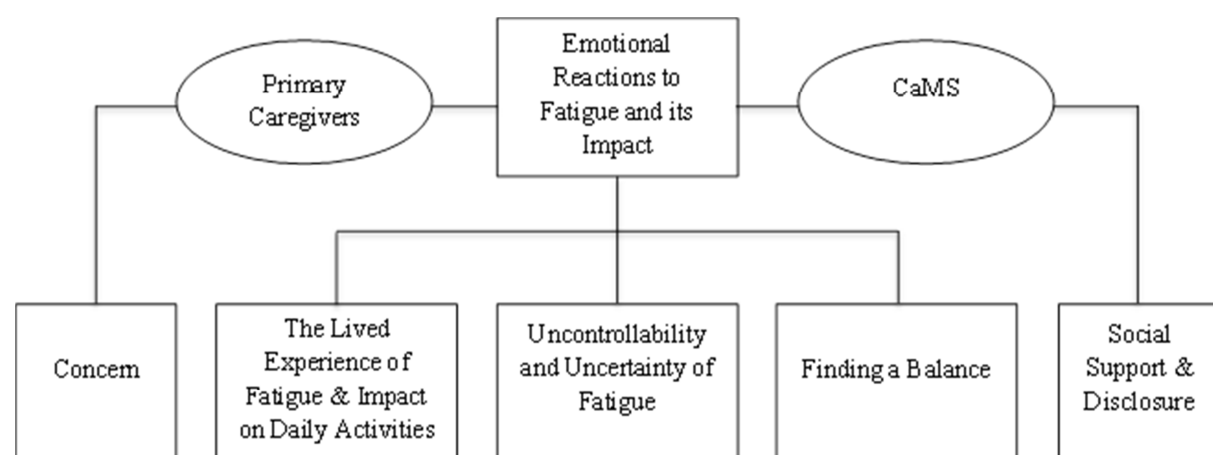 Primary
Caregivers
Emotional
Reactions to
Fatigue and its
Impact
CaMS
Concern
The Lived
Experience of
Fatigue & Impact
on Daily Activities
Uncontrollability
and Uncertainty of
Fatigue
Finding a Balance
Social
Support &
Disclosure